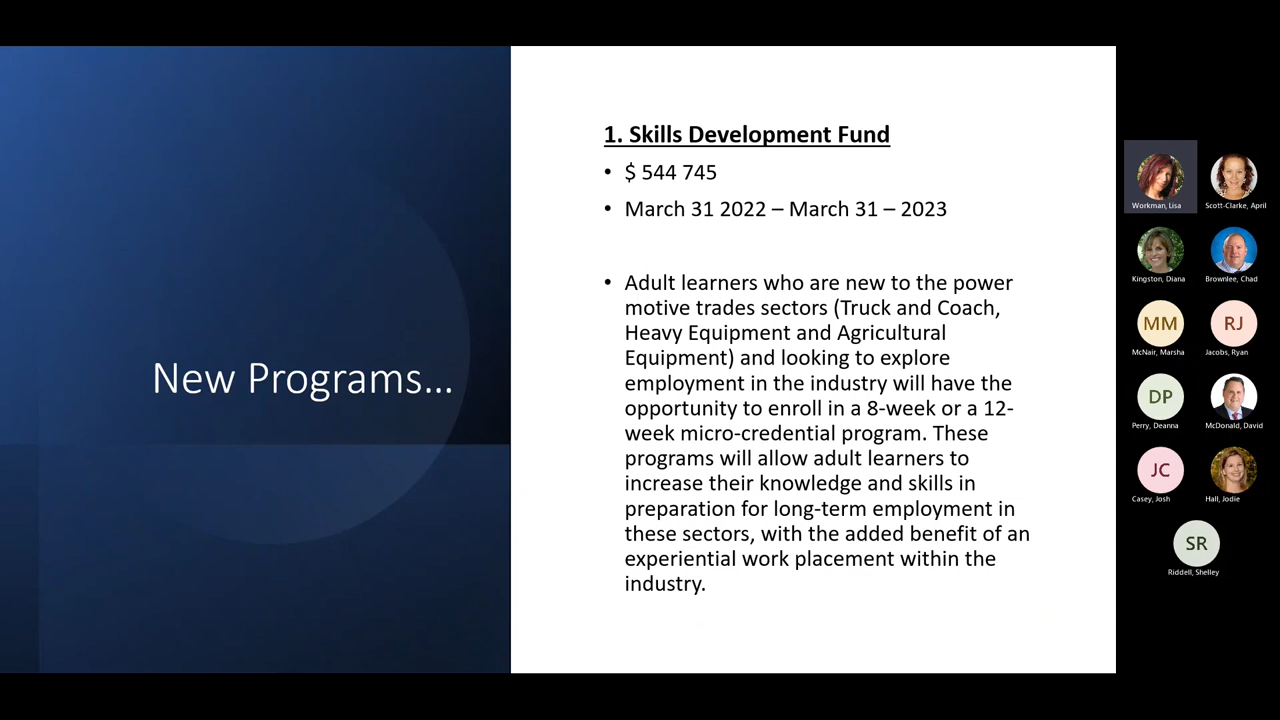 New Programs...
1. Skills Development Fund
• $ 544 745
• March 31 2022 – March 31 – 2023
• Adult learners who are new to the power
motive trades sectors (Truck and Coach,
Heavy Equipment and Agricultural
Equipment) and looking to explore
employment in the industry will have the
opportunity to enroll in a 8-week or a 12-
week micro-credential program. These
programs will allow adult learners to
increase their knowledge and skills in
preparation for long-term employment in
these sectors, with the added benefit of an
experiential work placement within the
industry.
Workman, Lisa
Scott-Clarke, April
Kingston, Diana
Brownlee, Chad
MM
McNair, Marsha
RJ
Jacobs, Ryan
DP
Perry, Deanna
McDonald, David
JC
Casey, Josh
Hall, Jodie
SR
Riddell, Shelley